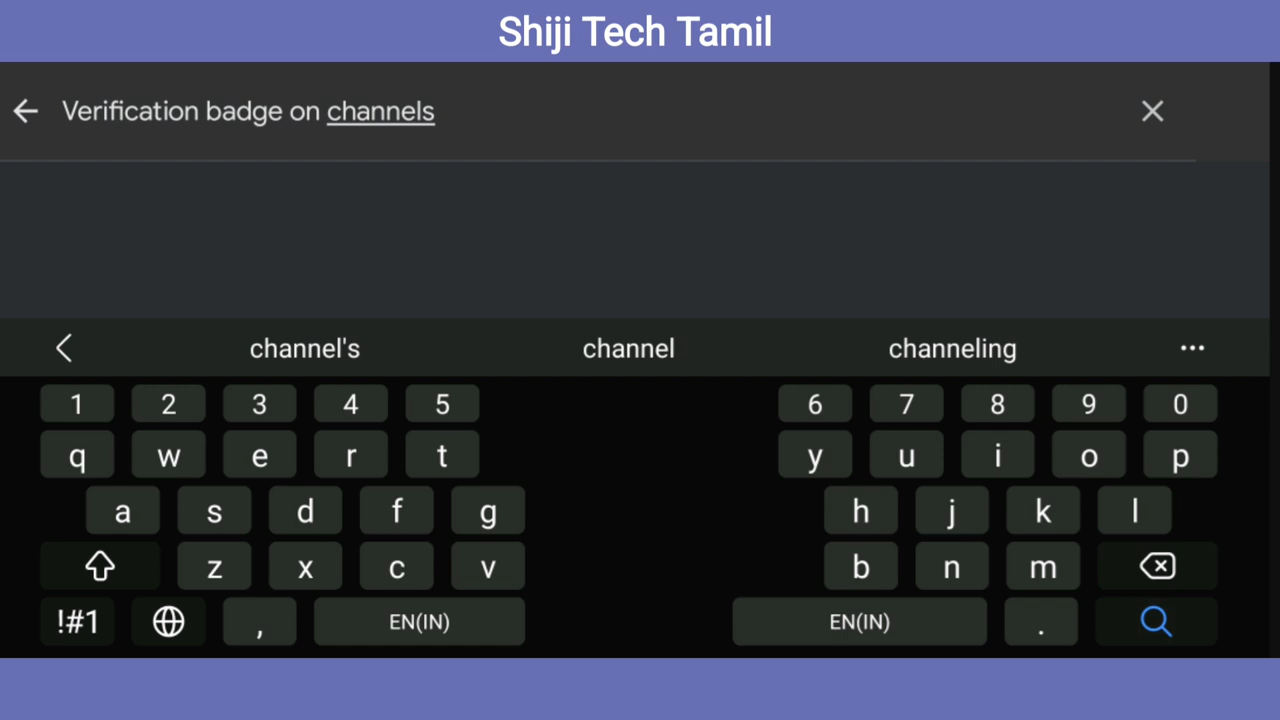 Shiji Tech Tamil
Verification badge on channels
channel's channel channeling
1 2 3 4 5 6 7 8 9 0
q w e r t y u i o p
a s d f g h j k l
z x c v b n m
!#1 , EN(IN) EN(IN) .